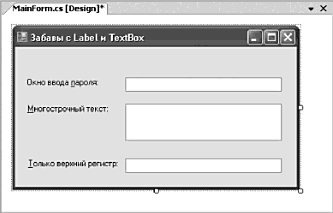 MainForm.cs [Design]*
Забавы с Label и TextBox
Окно ввода пароля:
Многострочный текст:
Только верхний регистр: